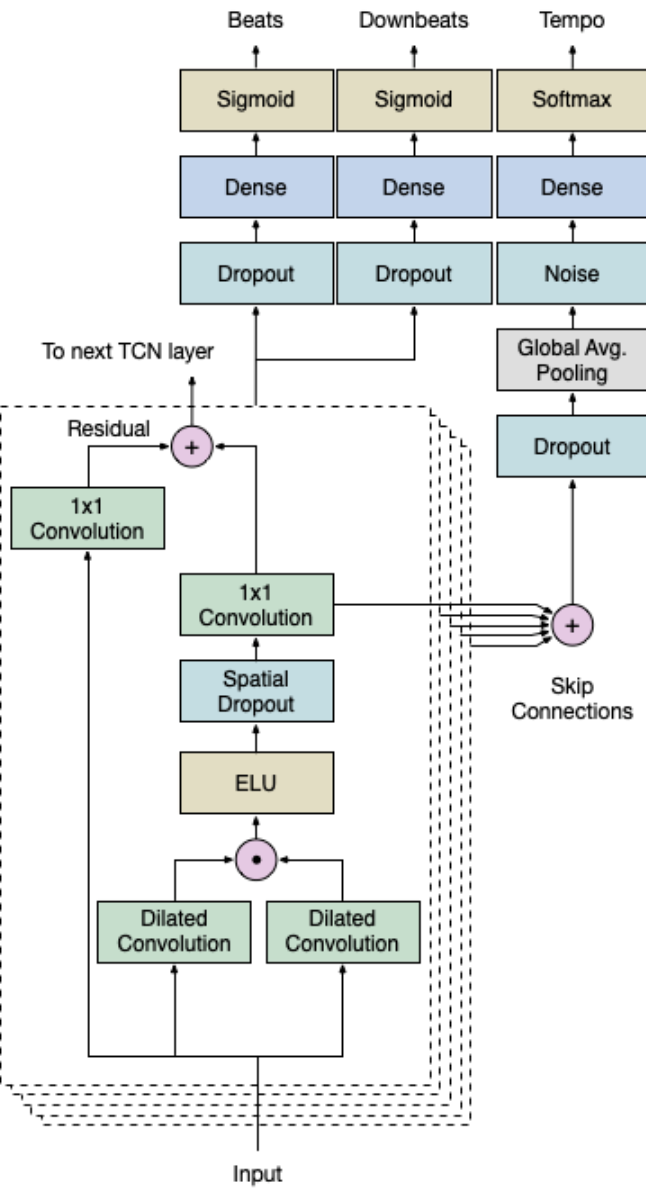 Beats
Downbeats
Tempo
Sigmoid
Sigmoid
Softmax
Dense
Dense
Dense
Dropout
Dropout
Noise
To next TCN layer
Global Avg.
Pooling
Residual
+
Dropout
1x1
Convolution
1x1
Convolution
+
Spatial
Dropout
Skip
Connections
ELU
Dilated
Convolution
Dilated
Convolution
Input